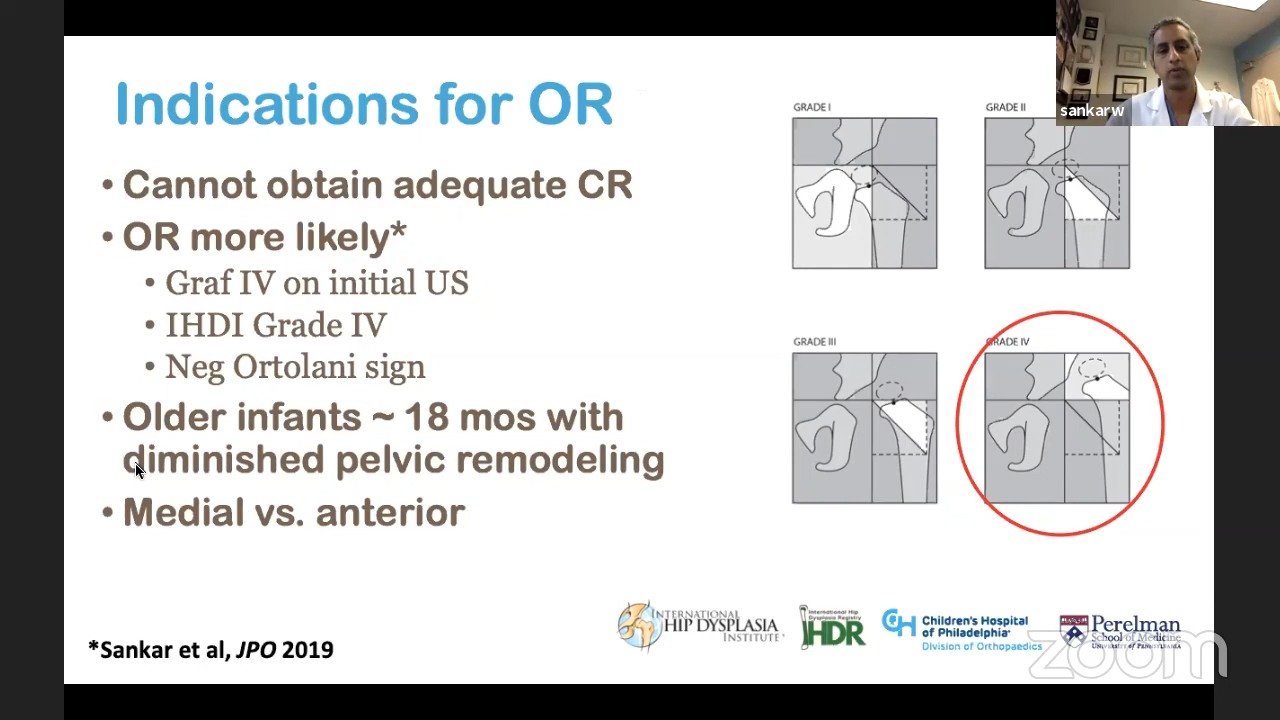 sankarw
Indications for OR
• Cannot obtain adequate CR
• OR more likely*
• Graf IV on initial US
• IHDI Grade IV
• Neg Ortolani sign
• Older infants ~ 18 mos with
diminished pelvic remodeling
• Medial vs. anterior
GRADE I
GRADE II
GRADE III
GRADE IV
*Sankar et al, JPO 2019
INTERNATIONAL
HIP DYSPLASIA
INSTITUTE
International Hip
Dysplasia Registry
IHDR
CH
Children's Hospital
of Philadelphia
Division of Orthopaedics
Perelman
School of Medicine
UNIVERSITY OF PENNSYLVANIA
zoom